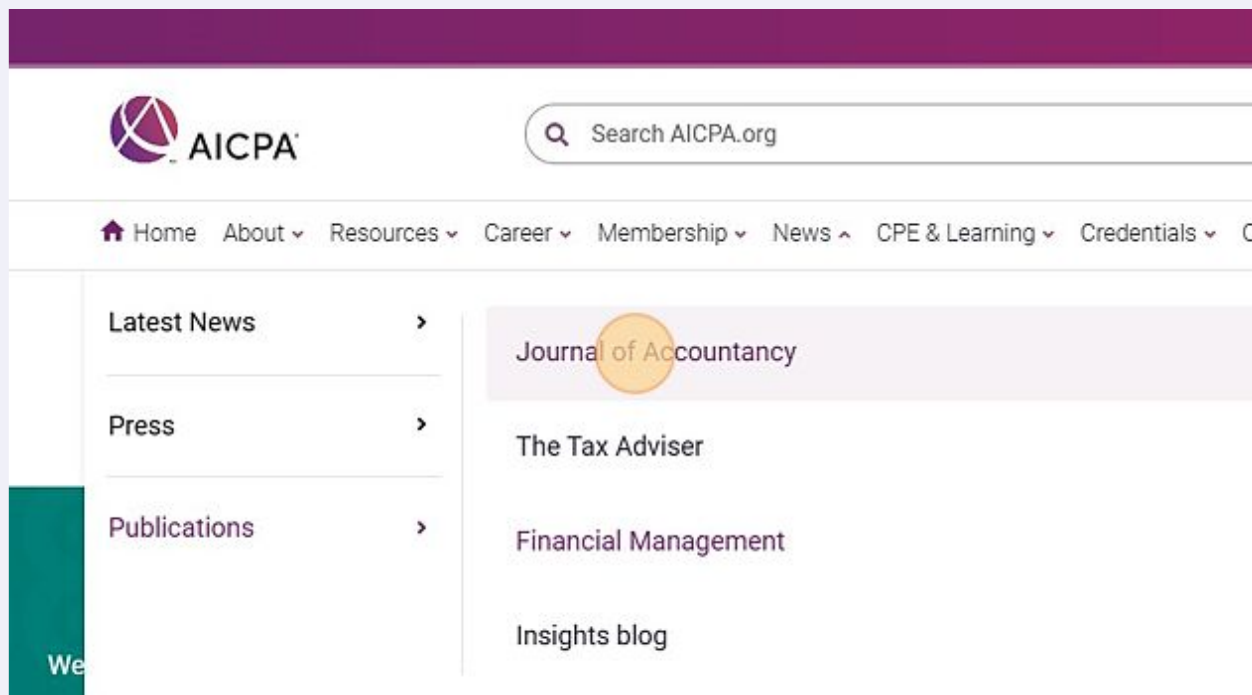 AICPA
Search AICPA.org
Home About Resources Career Membership News CPE & Learning Credentials
Latest News
Press
Publications
Journal of Accountancy
The Tax Adviser
Financial Management
Insights blog
We